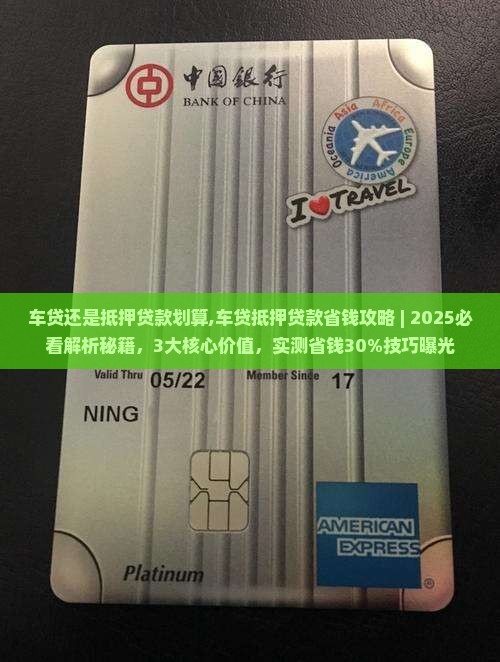 中国銀行
BANK OF CHINA
Asia Africa Europe America Oceania
I TRAVEL
车贷还是抵押贷款划算,车贷抵押贷款省钱攻略 | 2025必
看解析秘籍，3大核心价值，实测省钱30%技巧曝光
Valid Thru 05/22 Member Since 17
NING
AMERICAN
EXPRESS
®
Platinum